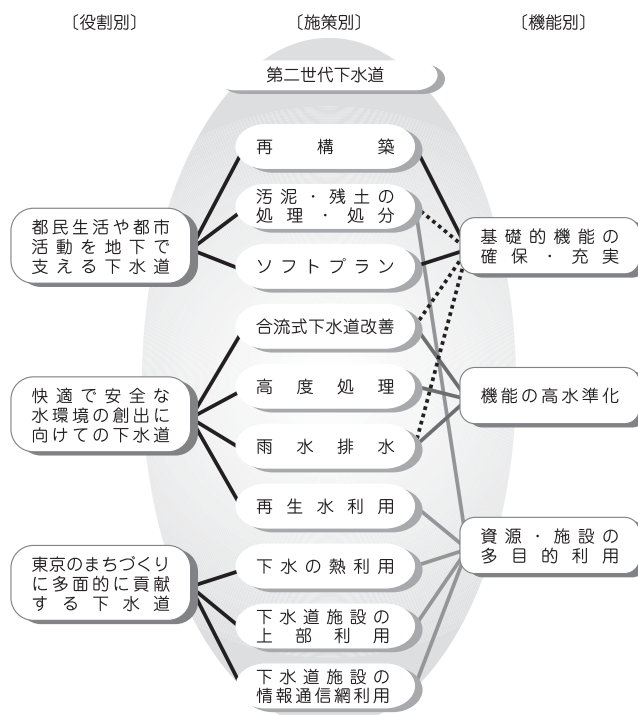 〔役割別〕
〔施策別〕
〔機能別〕
第二世代下水道
再構築
汚泥・残土の
処理・処分
ソフトプラン
合流式下水道改善
高度処理
雨水排水
再生水利用
下水の熱利用
下水道施設の
上部利用
下水道施設の
情報通信網利用
都民生活や都市
活動を地下で
支える下水道
快適で安全な
水環境の創出に
向けての下水道
東京のまちづくり
に多面的に貢献
する下水道
基礎的機能の
確保・充実
機能の高水準化
資源・施設の
多目的利用